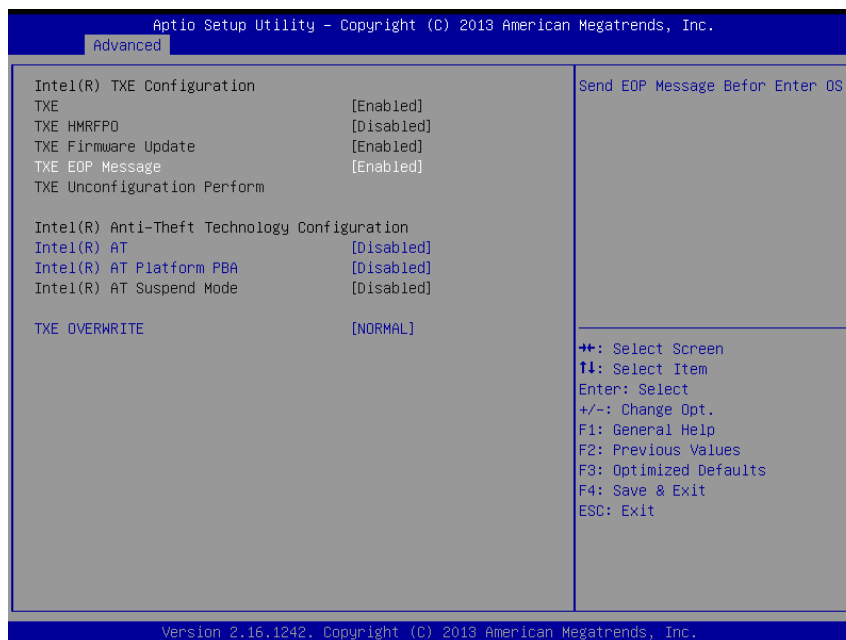 Aptio Setup Utility – Copyright (C) 2013 American Megatrends, Inc.
Advanced
Intel(R) TXE Configuration
TXE [Enabled]
TXE HMRFPO [Disabled]
TXE Firmware Update [Enabled]
TXE EOP Message [Enabled]
TXE Unconfiguration Perform
Intel(R) Anti-Theft Technology Configuration
Intel(R) AT [Disabled]
Intel(R) AT Platform PBA [Disabled]
Intel(R) AT Suspend Mode [Disabled]
TXE OVERWRITE [NORMAL]
Send EOP Message Befor Enter OS
→←: Select Screen
↑↓: Select Item
Enter: Select
+/-: Change Opt.
F1: General Help
F2: Previous Values
F3: Optimized Defaults
F4: Save & Exit
ESC: Exit
Version 2.16.1242. Copyright (C) 2013 American Megatrends, Inc.